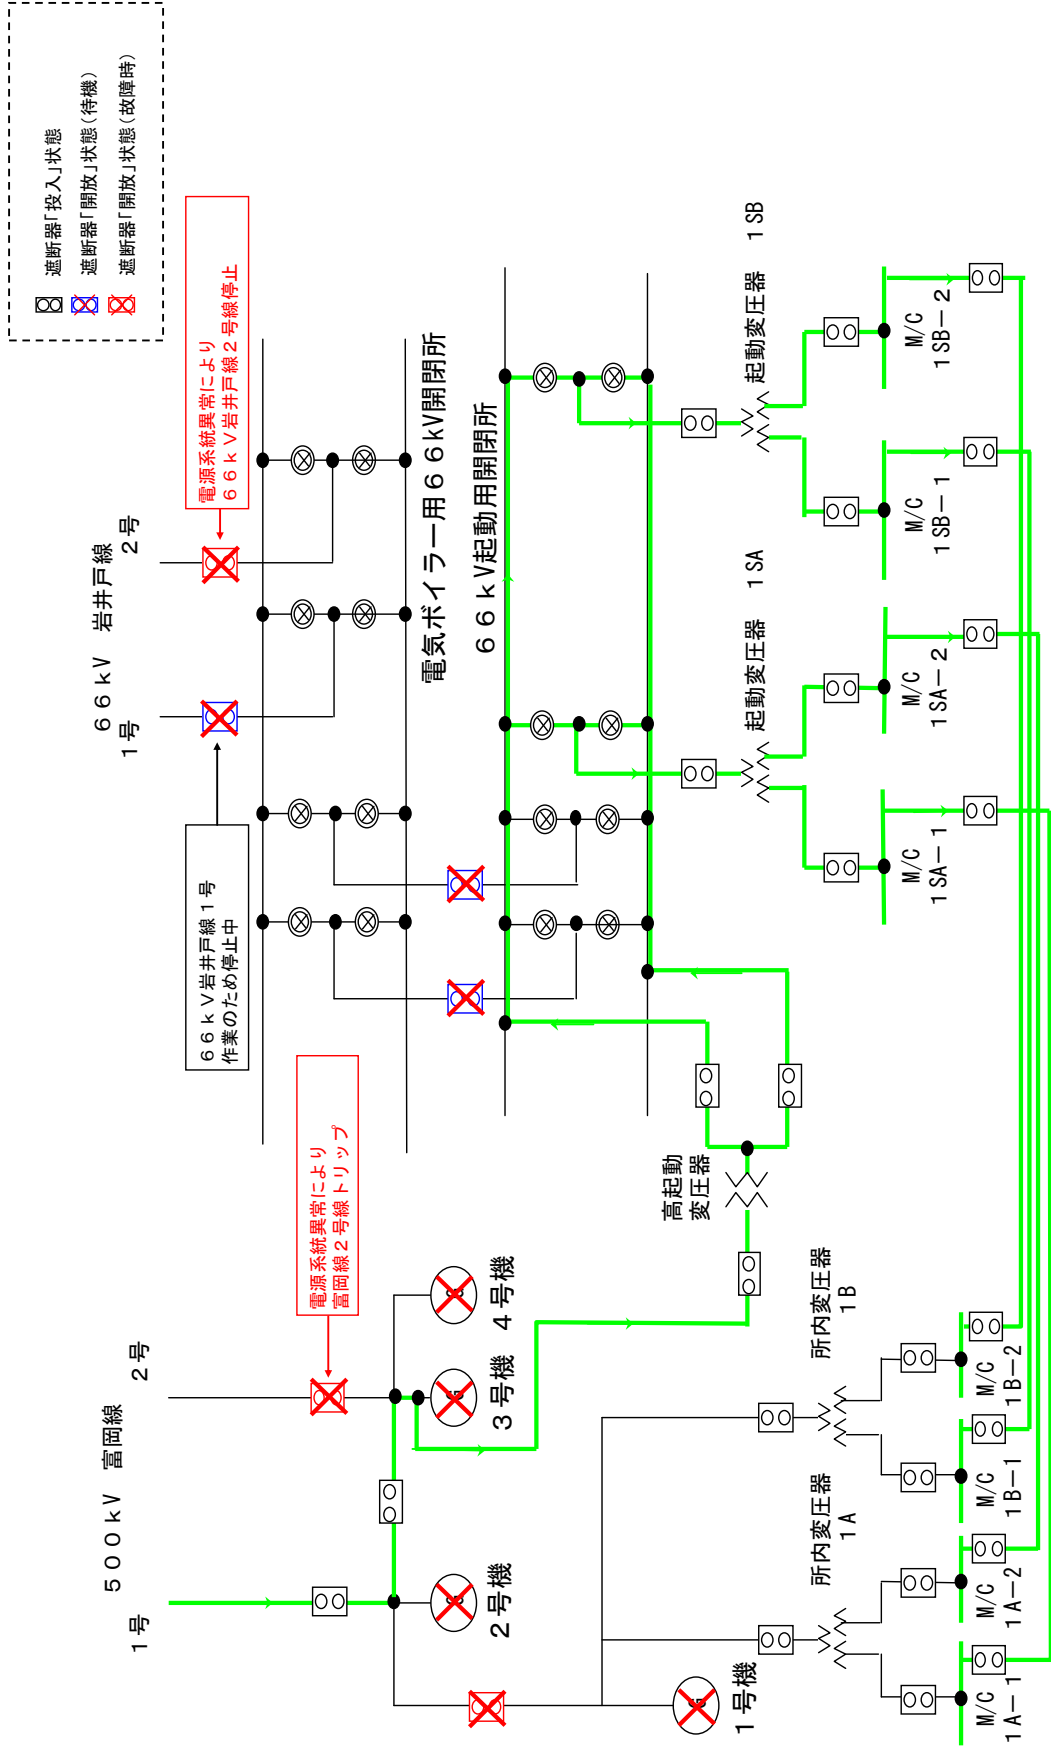 遮断器「投入」状態
遮断器「開放」状態(待機)
遮断器「開放」状態(故障時)
500kV 富岡線
1号
2号
66kV 岩井戸線
1号
2号
電源系統異常により
富岡線2号線トリップ
66kV岩井戸線1号
作業のため停止中
電源系統異常により
66kV岩井戸線2号線停止
電気ボイラー用66kV開閉所
66kV起動用開閉所
1号機
2号機
3号機
4号機
高起動
変圧器
起動変圧器 1SA
起動変圧器 1SB
所内変圧器
1A
所内変圧器
1B
M/C
1SA-1
M/C
1SA-2
M/C
1SB-1
M/C
1SB-2
M/C
1A-1
M/C
1A-2
M/C
1B-1
M/C
1B-2